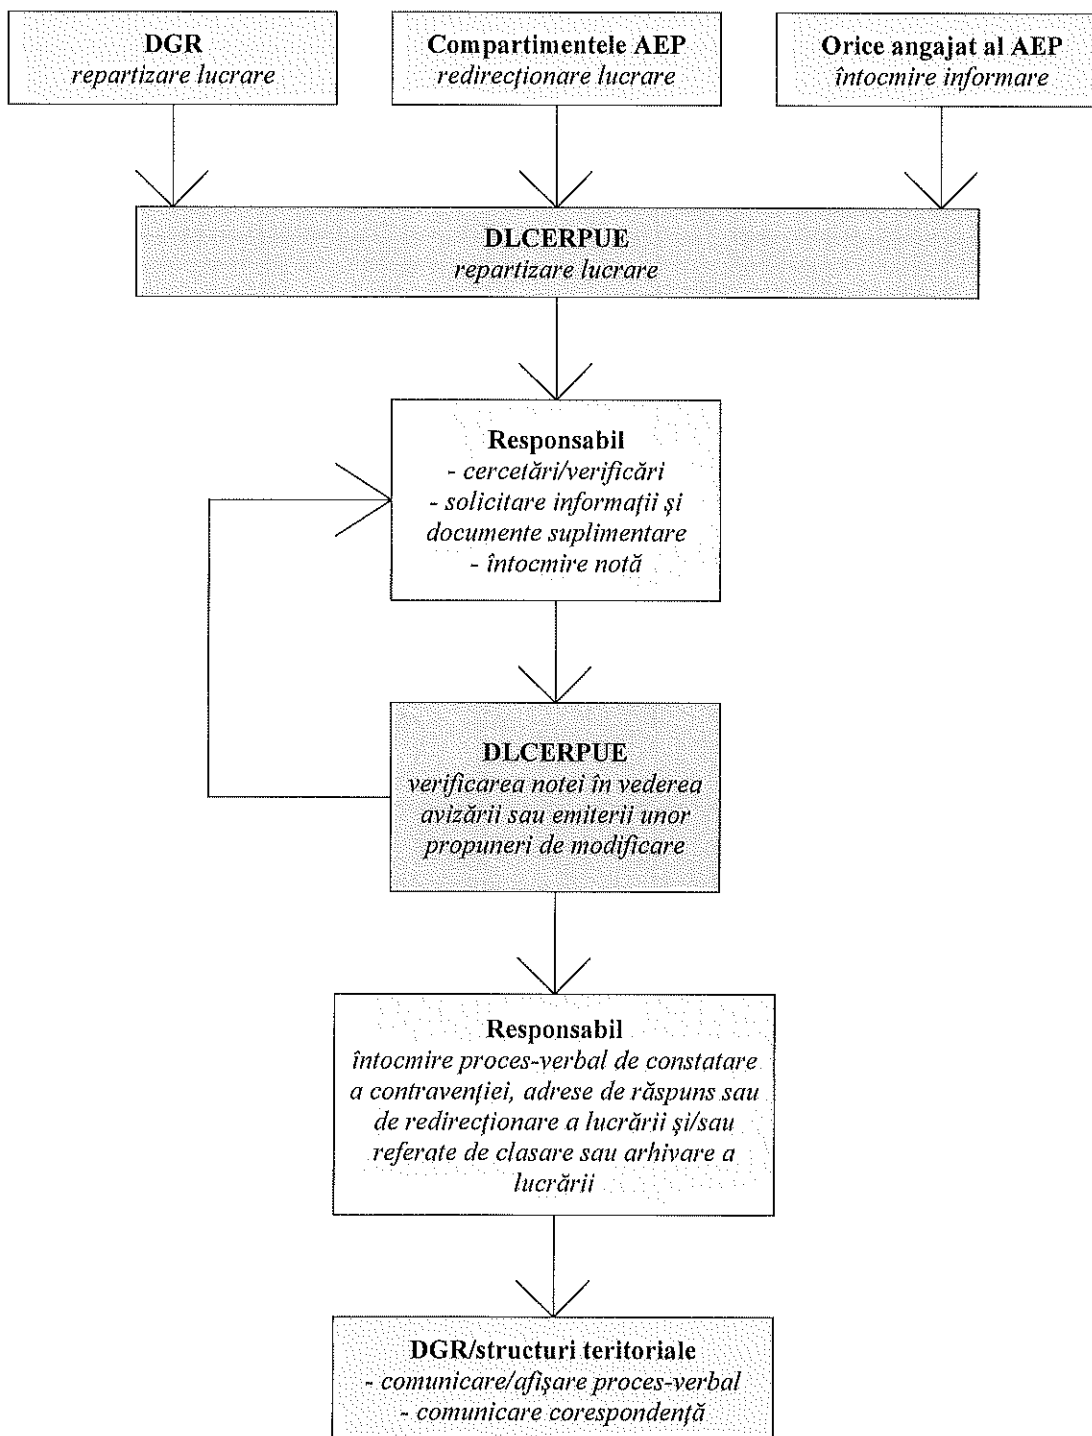 DGR
repartizare lucrare
Compartimentele AEP
redirecționare lucrare
Orice angajat al AEP
întocmire informare
DLCERPUE
repartizare lucrare
Responsabil
- cercetări/verificări
- solicitare informații și
documente suplimentare
- întocmire notă
DLCERPUE
verificarea notei în vederea
avizării sau emiterii unor
propuneri de modificare
Responsabil
întocmire proces-verbal de constatare
a contravenției, adrese de răspuns sau
de redirecționare a lucrării și/sau
referate de clasare sau arhivare a
lucrării
DGR/structuri teritoriale
- comunicare/afișare proces-verbal
- comunicare corespondență